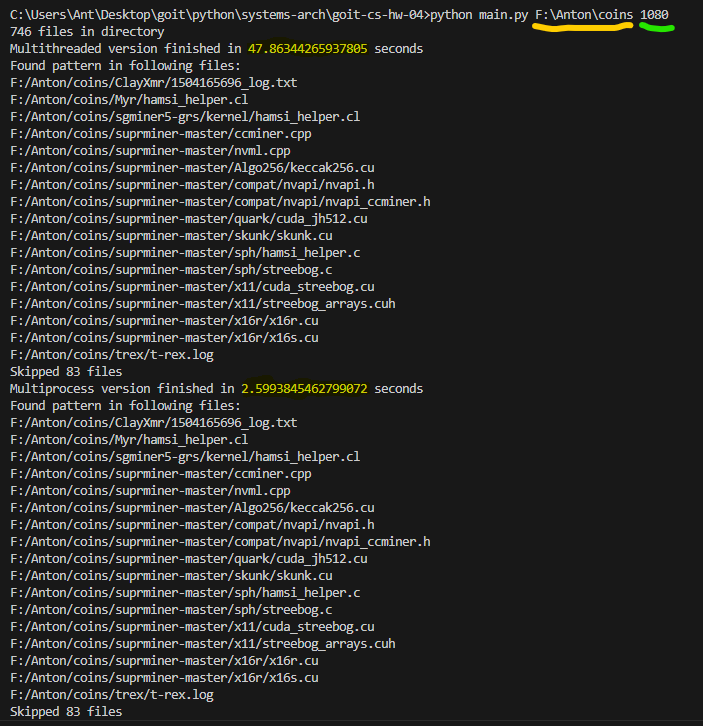 C:\Users\Ant\Desktop\goit\python\systems-arch\goit-cs-hw-04>python main.py F:\Anton\coins 1080
746 files in directory
Multithreaded version finished in 47.86344265937805 seconds
Found pattern in following files:
F:/Anton/coins/ClayXmr/1504165696_log.txt
F:/Anton/coins/Myr/hamsi_helper.cl
F:/Anton/coins/sgminer5-grs/kernel/hamsi_helper.cl
F:/Anton/coins/suprminer-master/ccminer.cpp
F:/Anton/coins/suprminer-master/nvml.cpp
F:/Anton/coins/suprminer-master/Algo256/keccak256.cu
F:/Anton/coins/suprminer-master/compat/nvapi/nvapi.h
F:/Anton/coins/suprminer-master/compat/nvapi/nvapi_ccminer.h
F:/Anton/coins/suprminer-master/quark/cuda_jh512.cu
F:/Anton/coins/suprminer-master/skunk/skunk.cu
F:/Anton/coins/suprminer-master/sph/hamsi_helper.c
F:/Anton/coins/suprminer-master/sph/streebog.c
F:/Anton/coins/suprminer-master/x11/cuda_streebog.cu
F:/Anton/coins/suprminer-master/x11/streebog_arrays.cuh
F:/Anton/coins/suprminer-master/x16r/x16r.cu
F:/Anton/coins/suprminer-master/x16r/x16s.cu
F:/Anton/coins/trex/t-rex.log
Skipped 83 files
Multiprocess version finished in 2.5993845462799072 seconds
Found pattern in following files:
F:/Anton/coins/ClayXmr/1504165696_log.txt
F:/Anton/coins/Myr/hamsi_helper.cl
F:/Anton/coins/sgminer5-grs/kernel/hamsi_helper.cl
F:/Anton/coins/suprminer-master/ccminer.cpp
F:/Anton/coins/suprminer-master/nvml.cpp
F:/Anton/coins/suprminer-master/Algo256/keccak256.cu
F:/Anton/coins/suprminer-master/compat/nvapi/nvapi.h
F:/Anton/coins/suprminer-master/compat/nvapi/nvapi_ccminer.h
F:/Anton/coins/suprminer-master/quark/cuda_jh512.cu
F:/Anton/coins/suprminer-master/skunk/skunk.cu
F:/Anton/coins/suprminer-master/sph/hamsi_helper.c
F:/Anton/coins/suprminer-master/sph/streebog.c
F:/Anton/coins/suprminer-master/x11/cuda_streebog.cu
F:/Anton/coins/suprminer-master/x11/streebog_arrays.cuh
F:/Anton/coins/suprminer-master/x16r/x16r.cu
F:/Anton/coins/suprminer-master/x16r/x16s.cu
F:/Anton/coins/trex/t-rex.log
Skipped 83 files